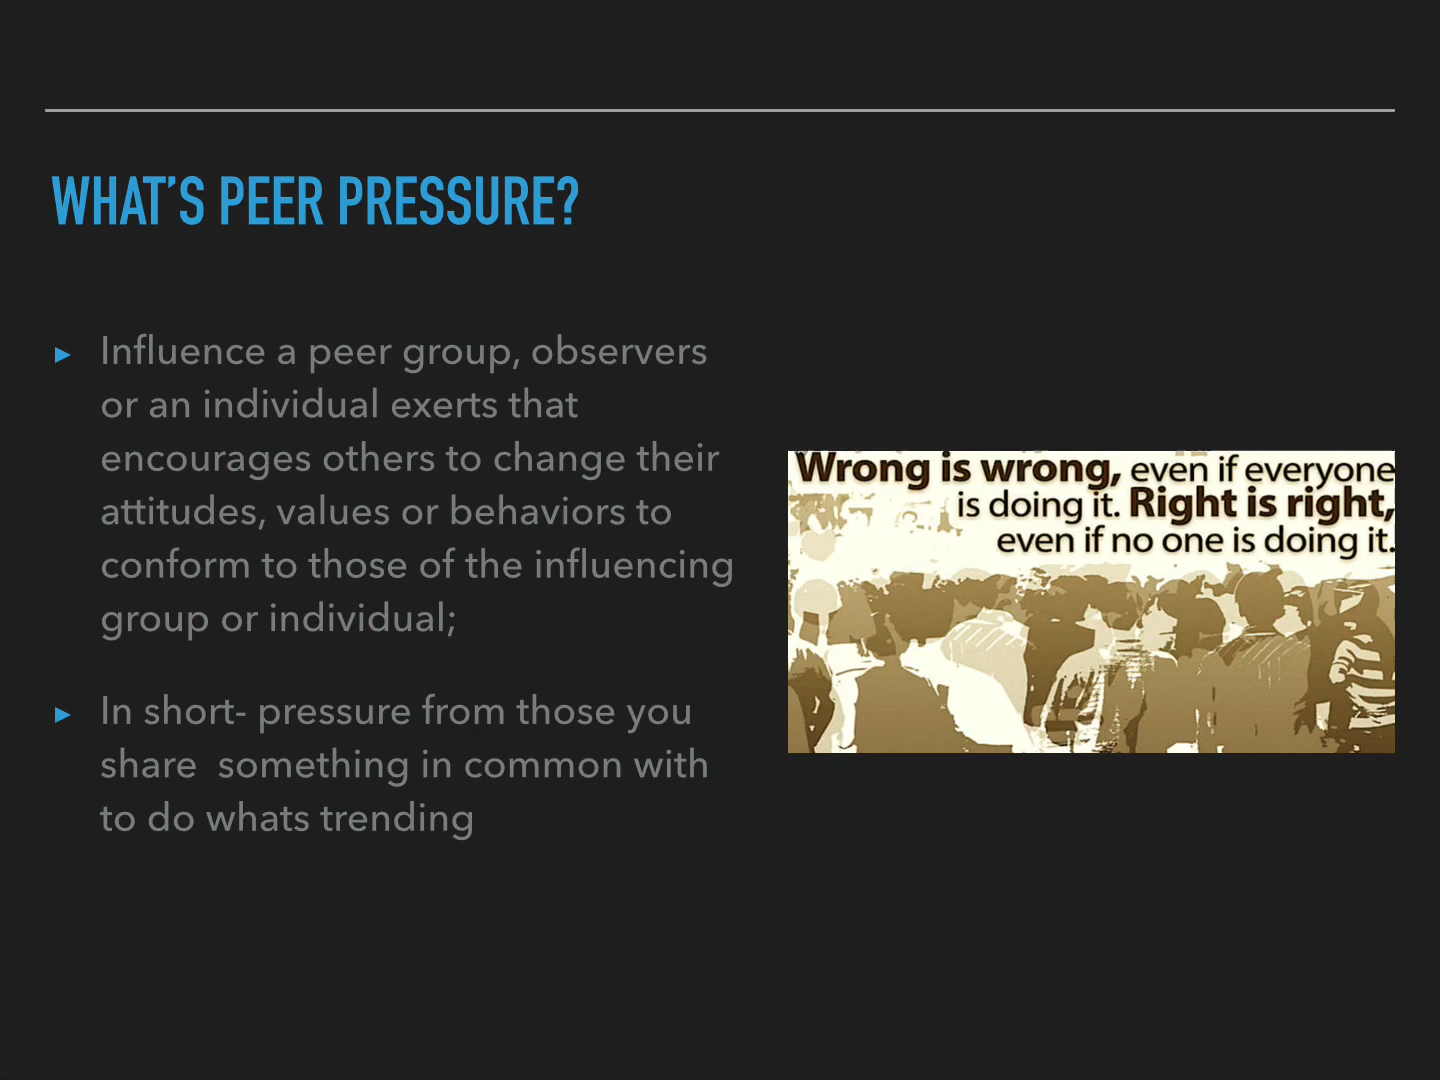 WHAT’S PEER PRESSURE?
▸ Influence a peer group, observers
or an individual exerts that
encourages others to change their
attitudes, values or behaviors to
conform to those of the influencing
group or individual;
▸ In short- pressure from those you
share  something in common with
to do whats trending
Wrong is wrong, even if everyone
is doing it. Right is right,
even if no one is doing it.